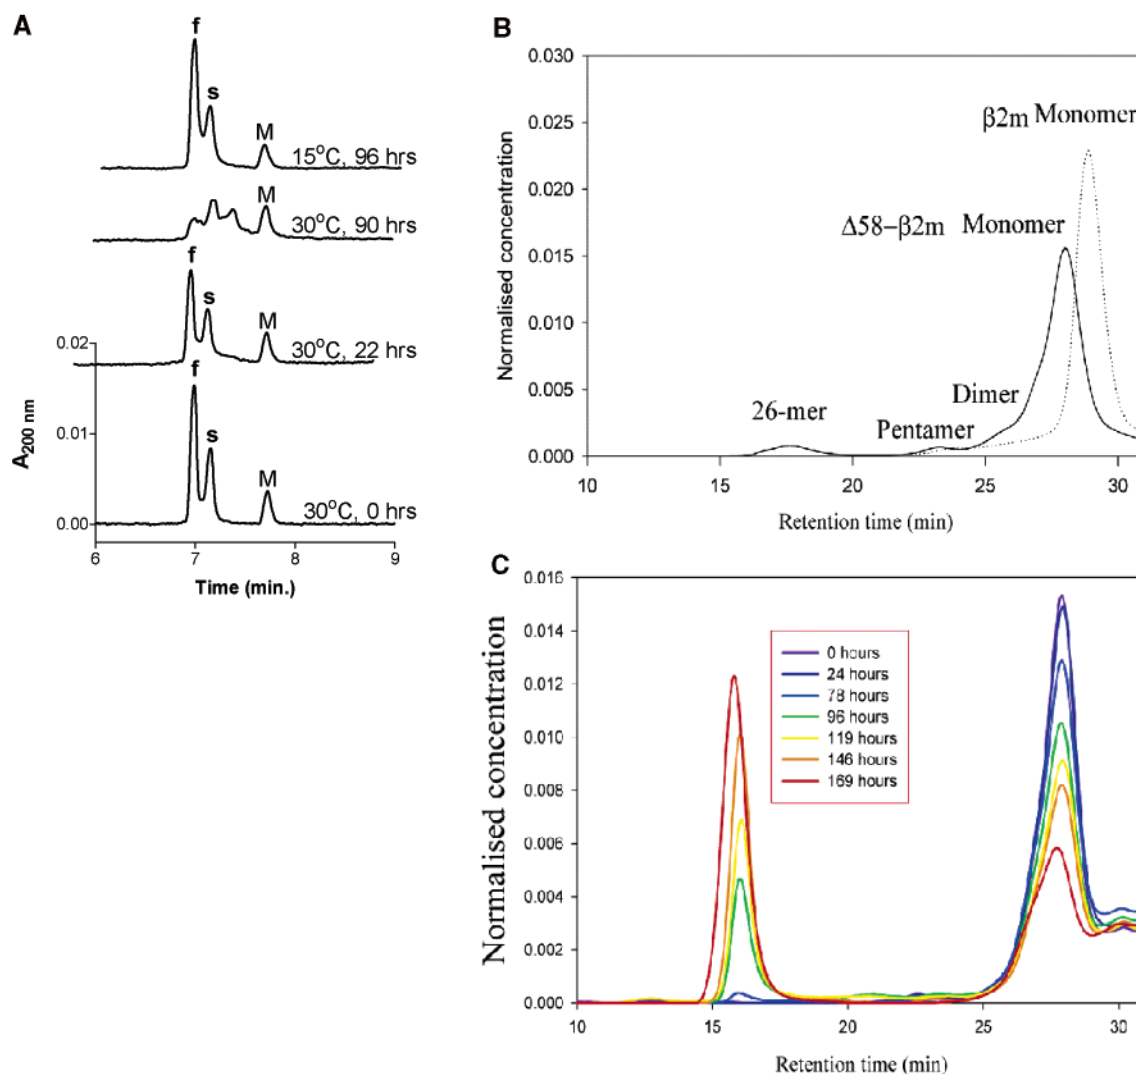 A
f
s
M
15°C, 96 hrs
M
30°C, 90 hrs
f
s
M
30°C, 22 hrs
f
s
M
30°C, 0 hrs
0.02
0.01
0.00
A200 nm
6 7 8 9
Time (min.)
B
0.030
0.025
0.020
0.015
0.010
0.005
0.000
Normalised concentration
β2m Monomer
Δ58–β2m Monomer
Dimer
26-mer
Pentamer
10 15 20 25 30
Retention time (min)
C
0.016
0.014
0.012
0.010
0.008
0.006
0.004
0.002
0.000
Normalised concentration
0 hours
24 hours
78 hours
96 hours
119 hours
146 hours
169 hours
10 15 20 25 30
Retention time (min)